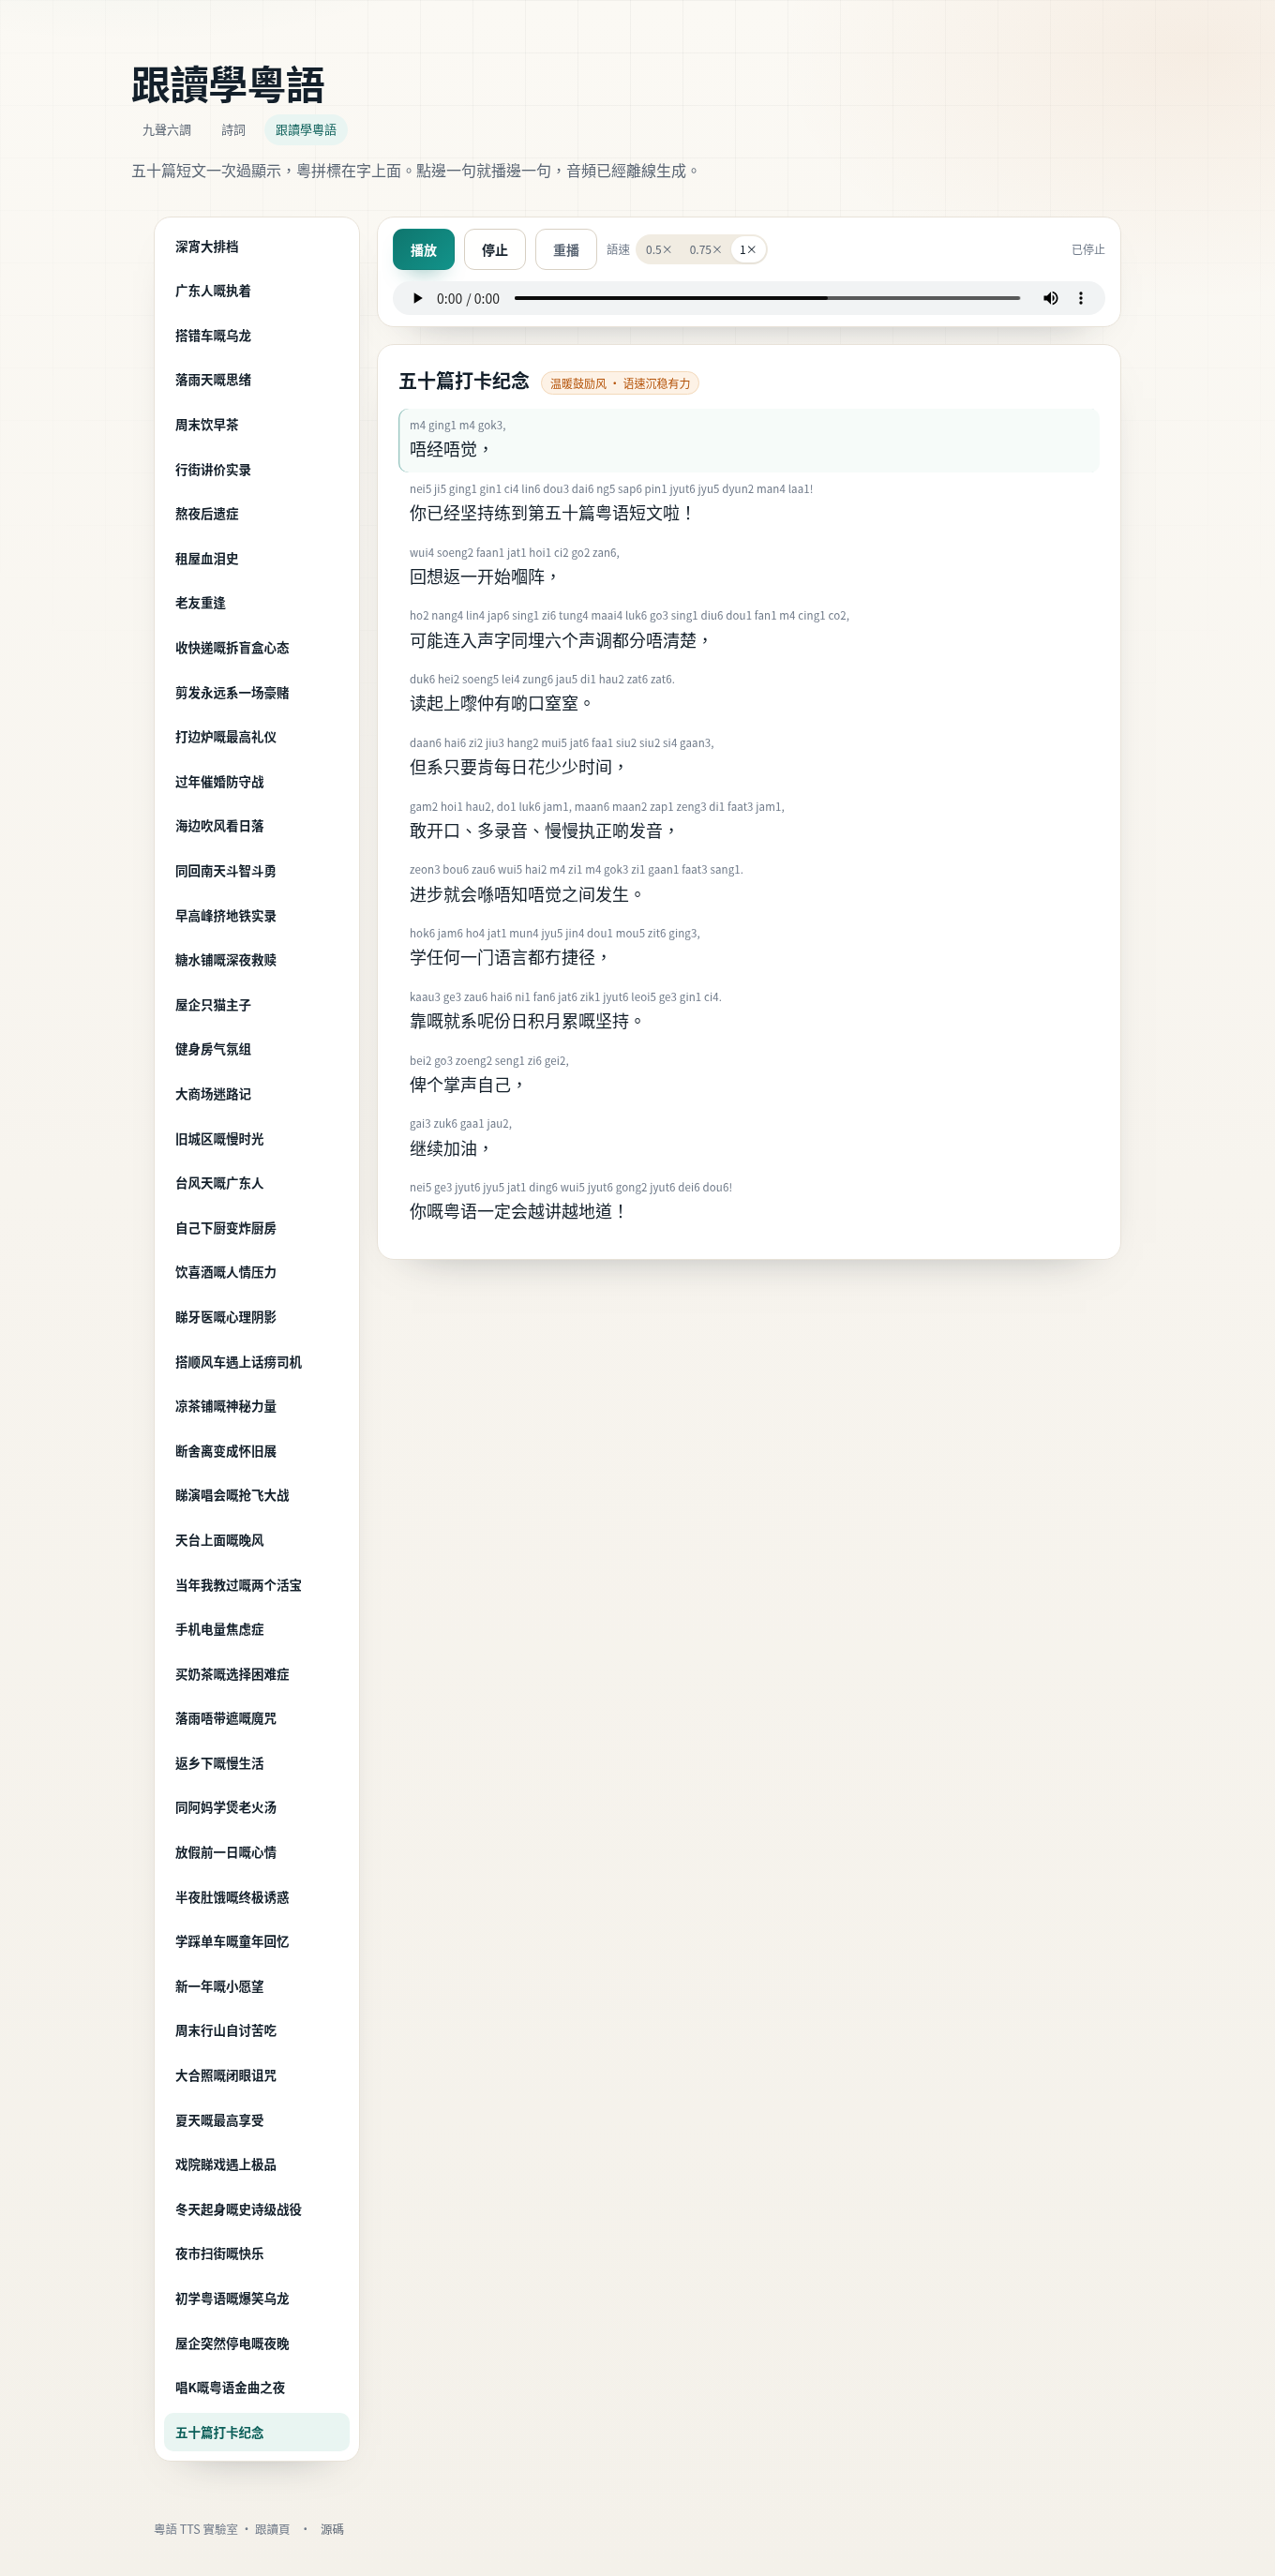 跟讀學粵語
九聲六調 詩詞 跟讀學粵語
五十篇短文一次過顯示，粵拼標在字上面。點邊一句就播邊一句，音頻已經離線生成。
深宵大排档
广东人嘅执着
搭错车嘅乌龙
落雨天嘅思绪
周末饮早茶
行街讲价实录
熬夜后遗症
租屋血泪史
老友重逢
收快递嘅拆盲盒心态
剪发永远系一场豪赌
打边炉嘅最高礼仪
过年催婚防守战
海边吹风看日落
同回南天斗智斗勇
早高峰挤地铁实录
糖水铺嘅深夜救赎
屋企只猫主子
健身房气氛组
大商场迷路记
旧城区嘅慢时光
台风天嘅广东人
自己下厨变炸厨房
饮喜酒嘅人情压力
睇牙医嘅心理阴影
搭顺风车遇上话痨司机
凉茶铺嘅神秘力量
断舍离变成怀旧展
睇演唱会嘅抢飞大战
天台上面嘅晚风
当年我教过嘅两个活宝
手机电量焦虑症
买奶茶嘅选择困难症
落雨唔带遮嘅魔咒
返乡下嘅慢生活
同阿妈学煲老火汤
放假前一日嘅心情
半夜肚饿嘅终极诱惑
学踩单车嘅童年回忆
新一年嘅小愿望
周末行山自讨苦吃
大合照嘅闭眼诅咒
夏天嘅最高享受
戏院睇戏遇上极品
冬天起身嘅史诗级战役
夜市扫街嘅快乐
初学粤语嘅爆笑乌龙
屋企突然停电嘅夜晚
唱K嘅粤语金曲之夜
五十篇打卡纪念
播放 停止 重播 語速 0.5× 0.75× 1× 已停止
0:00 / 0:00
五十篇打卡纪念 温暖鼓励风 · 语速沉稳有力
m4 ging1 m4 gok3,
唔经唔觉，
nei5 ji5 ging1 gin1 ci4 lin6 dou3 dai6 ng5 sap6 pin1 jyut6 jyu5 dyun2 man4 laa1!
你已经坚持练到第五十篇粤语短文啦！
wui4 soeng2 faan1 jat1 hoi1 ci2 go2 zan6,
回想返一开始嗰阵，
ho2 nang4 lin4 jap6 sing1 zi6 tung4 maai4 luk6 go3 sing1 diu6 dou1 fan1 m4 cing1 co2,
可能连入声字同埋六个声调都分唔清楚，
duk6 hei2 soeng5 lei4 zung6 jau5 di1 hau2 zat6 zat6.
读起上嚟仲有啲口窒窒。
daan6 hai6 zi2 jiu3 hang2 mui5 jat6 faa1 siu2 siu2 si4 gaan3,
但系只要肯每日花少少时间，
gam2 hoi1 hau2, do1 luk6 jam1, maan6 maan2 zap1 zeng3 di1 faat3 jam1,
敢开口、多录音、慢慢执正啲发音，
zeon3 bou6 zau6 wui5 hai2 m4 zi1 m4 gok3 zi1 gaan1 faat3 sang1.
进步就会喺唔知唔觉之间发生。
hok6 jam6 ho4 jat1 mun4 jyu5 jin4 dou1 mou5 zit6 ging3,
学任何一门语言都冇捷径，
kaau3 ge3 zau6 hai6 ni1 fan6 jat6 zik1 jyut6 leoi5 ge3 gin1 ci4.
靠嘅就系呢份日积月累嘅坚持。
bei2 go3 zoeng2 seng1 zi6 gei2,
俾个掌声自己，
gai3 zuk6 gaa1 jau2,
继续加油，
nei5 ge3 jyut6 jyu5 jat1 ding6 wui5 jyut6 gong2 jyut6 dei6 dou6!
你嘅粤语一定会越讲越地道！
粵語 TTS 實驗室 · 跟讀頁 · 源碼